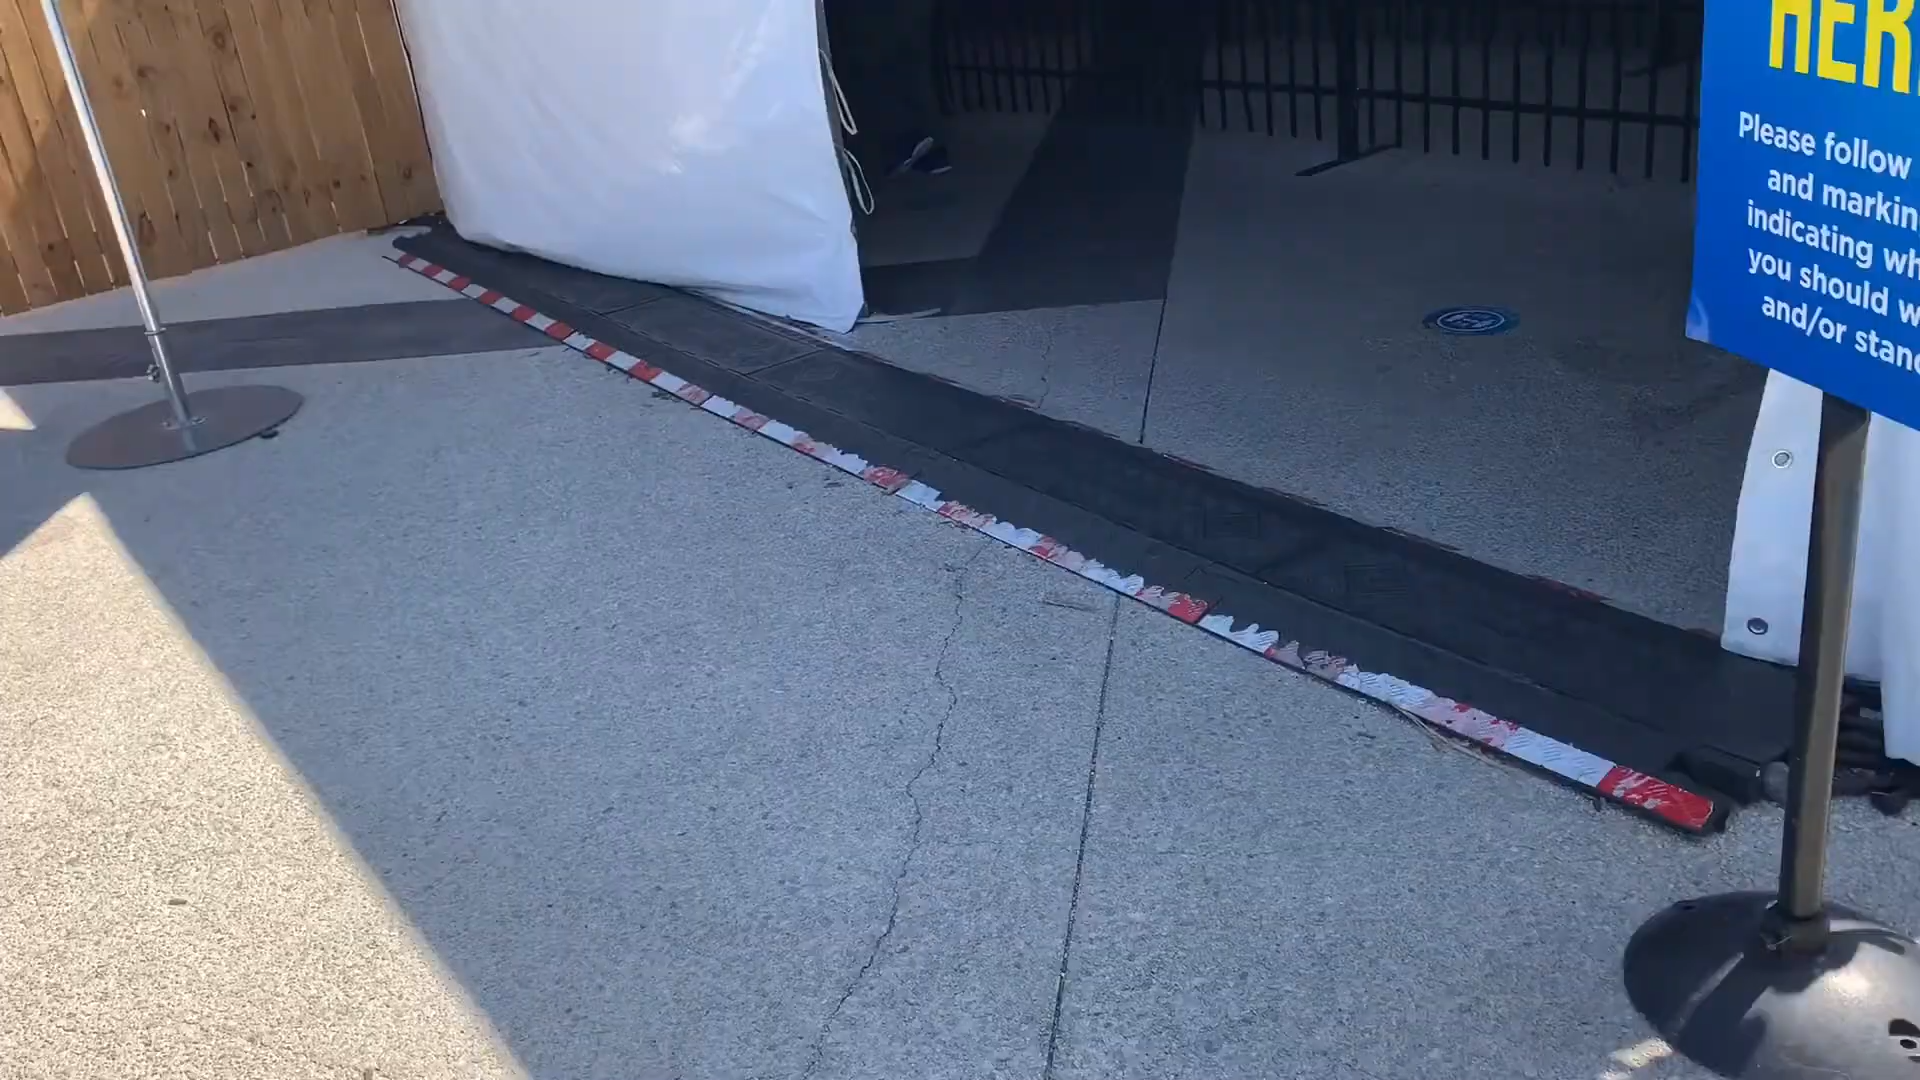 HER
Please follow
and markin
indicating wh
you should w
and/or stan